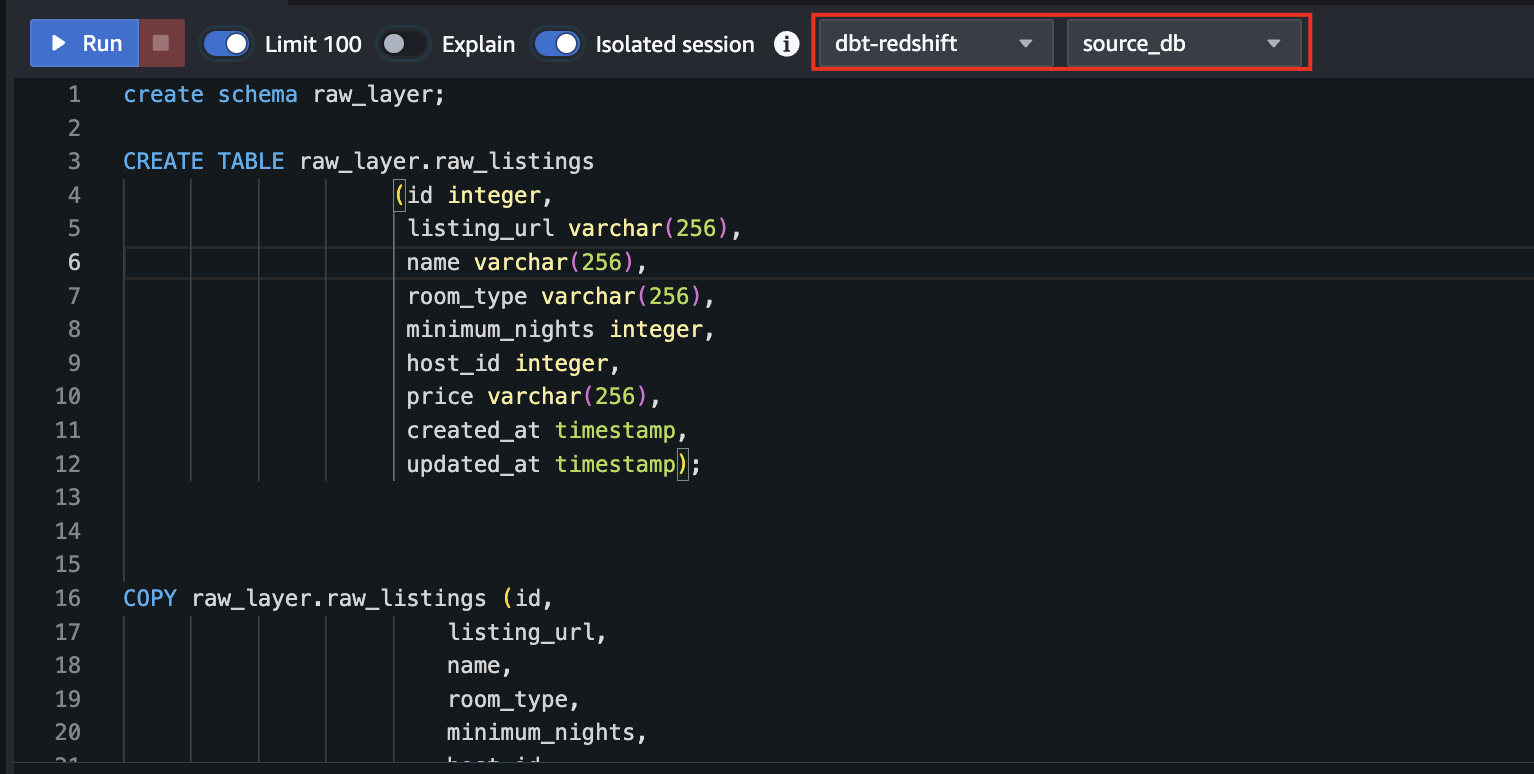 Run Limit 100 Explain Isolated session i dbt-redshift source_db
1 create schema raw_layer;
2
3 CREATE TABLE raw_layer.raw_listings
4 (id integer,
5 listing_url varchar(256),
6 name varchar(256),
7 room_type varchar(256),
8 minimum_nights integer,
9 host_id integer,
10 price varchar(256),
11 created_at timestamp,
12 updated_at timestamp);
13
14
15
16 COPY raw_layer.raw_listings (id,
17 listing_url,
18 name,
19 room_type,
20 minimum_nights,